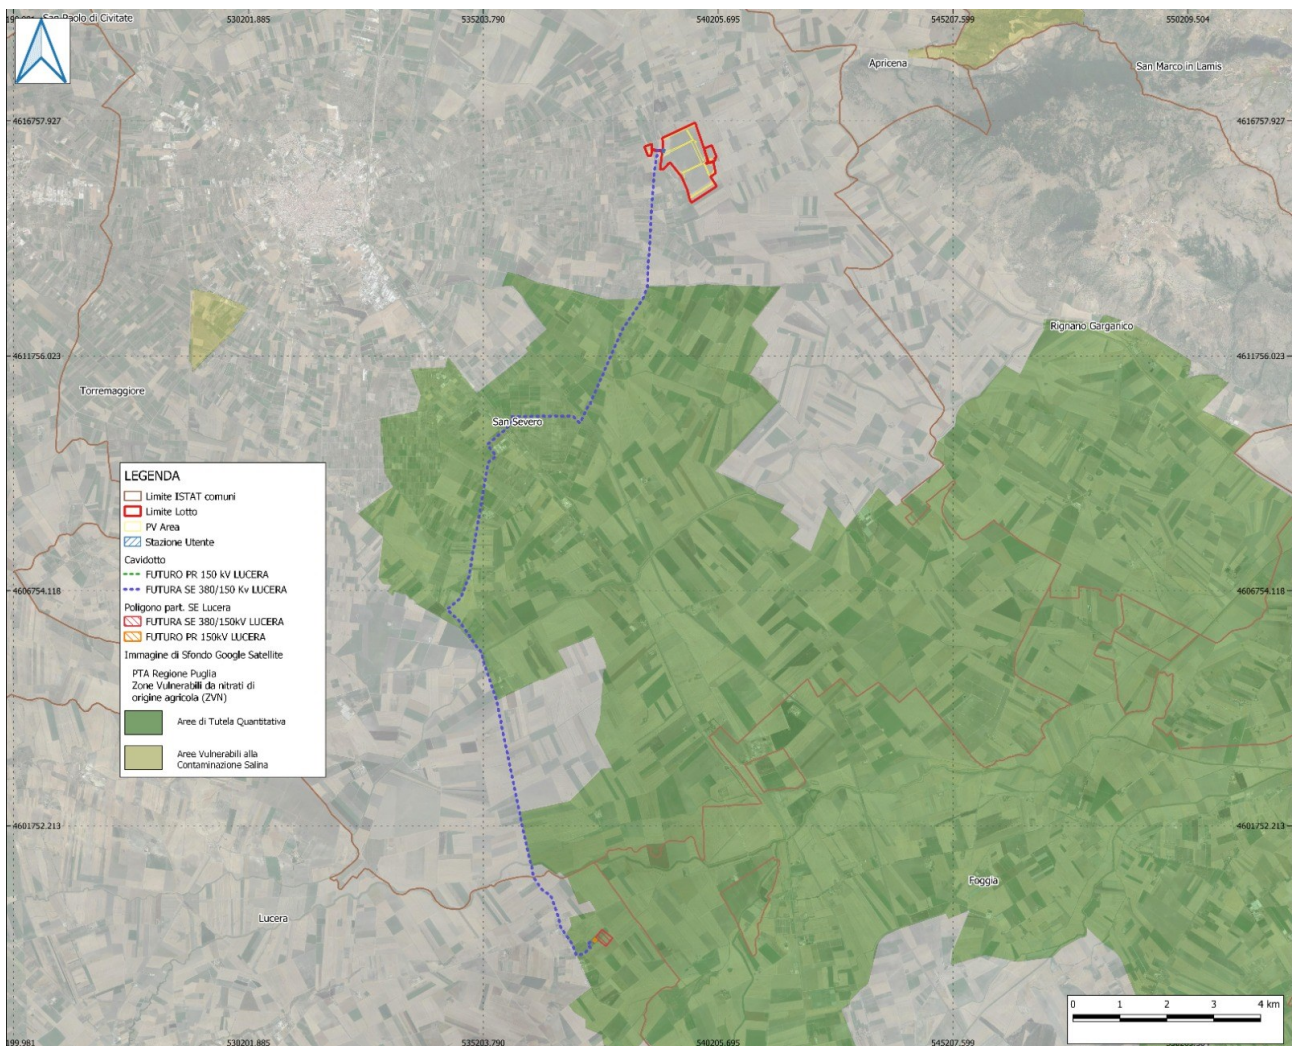 530201.885
535203.790
540205.695
545207.599
550209.504
San Paolo di Civitate
Apricena
San Marco in Lamis
4616757.927
4616757.927
Rignano Garganico
4611756.023
4611756.023
Torremaggiore
San Severo
LEGENDA
Limite ISTAT comuni
Limite Lotto
PV Area
Stazione Utente
Cavidotto
FUTURO PR 150 kV LUCERA
FUTURA SE 380/150 Kv LUCERA
Poligono part. SE Lucera
FUTURA SE 380/150kV LUCERA
FUTURO PR 150kV LUCERA
Immagine di Sfondo Google Satellite
PTA Regione Puglia
Zone Vulnerabili da nitrati di
origine agricola (ZVN)
Aree di Tutela Quantitativa
Aree Vulnerabili alla
Contaminazione Salina
4606754.118
4606754.118
4601752.213
4601752.213
Foggia
Lucera
0 1 2 3 4 km
199.981
530201.885
535203.790
540205.695
545207.599